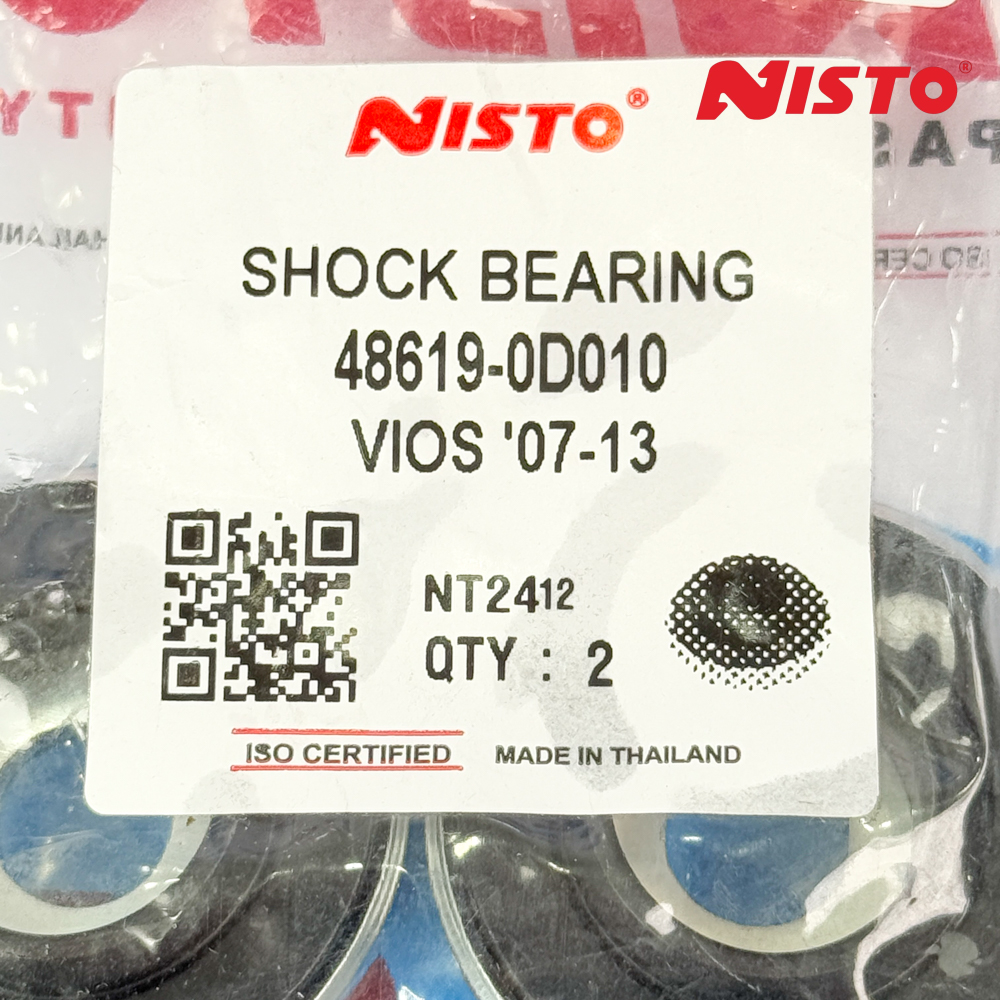 NISTO®
NISTO®
SHOCK BEARING
48619-0D010
VIOS '07-13
NT2412
QTY : 2
ISO CERTIFIED
MADE IN THAILAND